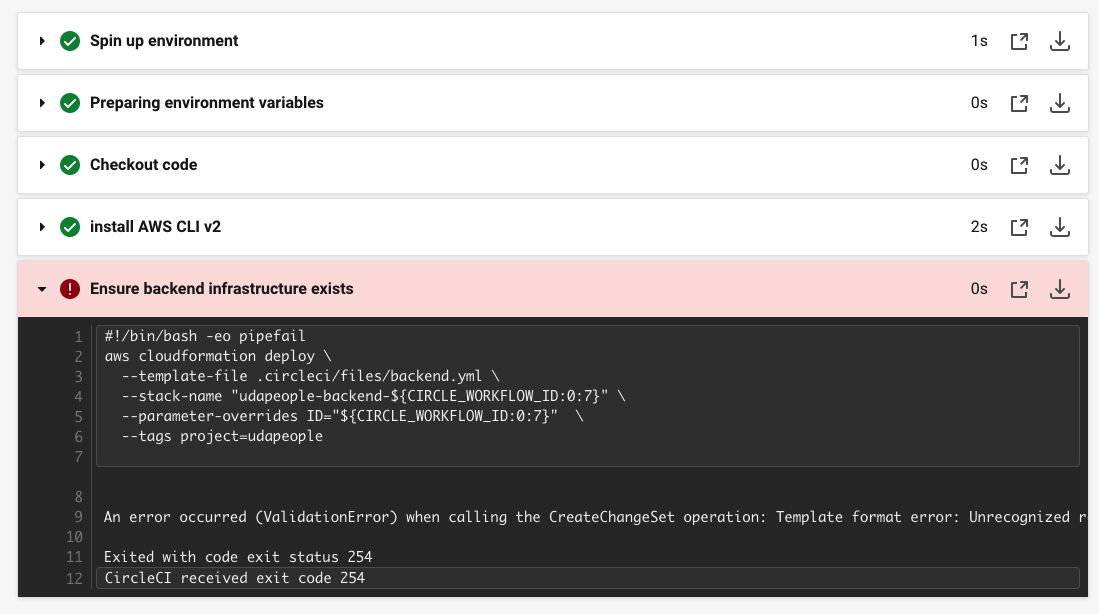 Spin up environment 1s
Preparing environment variables 0s
Checkout code 0s
install AWS CLI v2 2s
Ensure backend infrastructure exists 0s
1 #!/bin/bash -eo pipefail
2 aws cloudformation deploy \
3 --template-file .circleci/files/backend.yml \
4 --stack-name "udapeople-backend-${CIRCLE_WORKFLOW_ID:0:7}" \
5 --parameter-overrides ID="${CIRCLE_WORKFLOW_ID:0:7}"  \
6 --tags project=udapeople
7
8
9 An error occurred (ValidationError) when calling the CreateChangeSet operation: Template format error: Unrecognized
10
11 Exited with code exit status 254
12 CircleCI received exit code 254